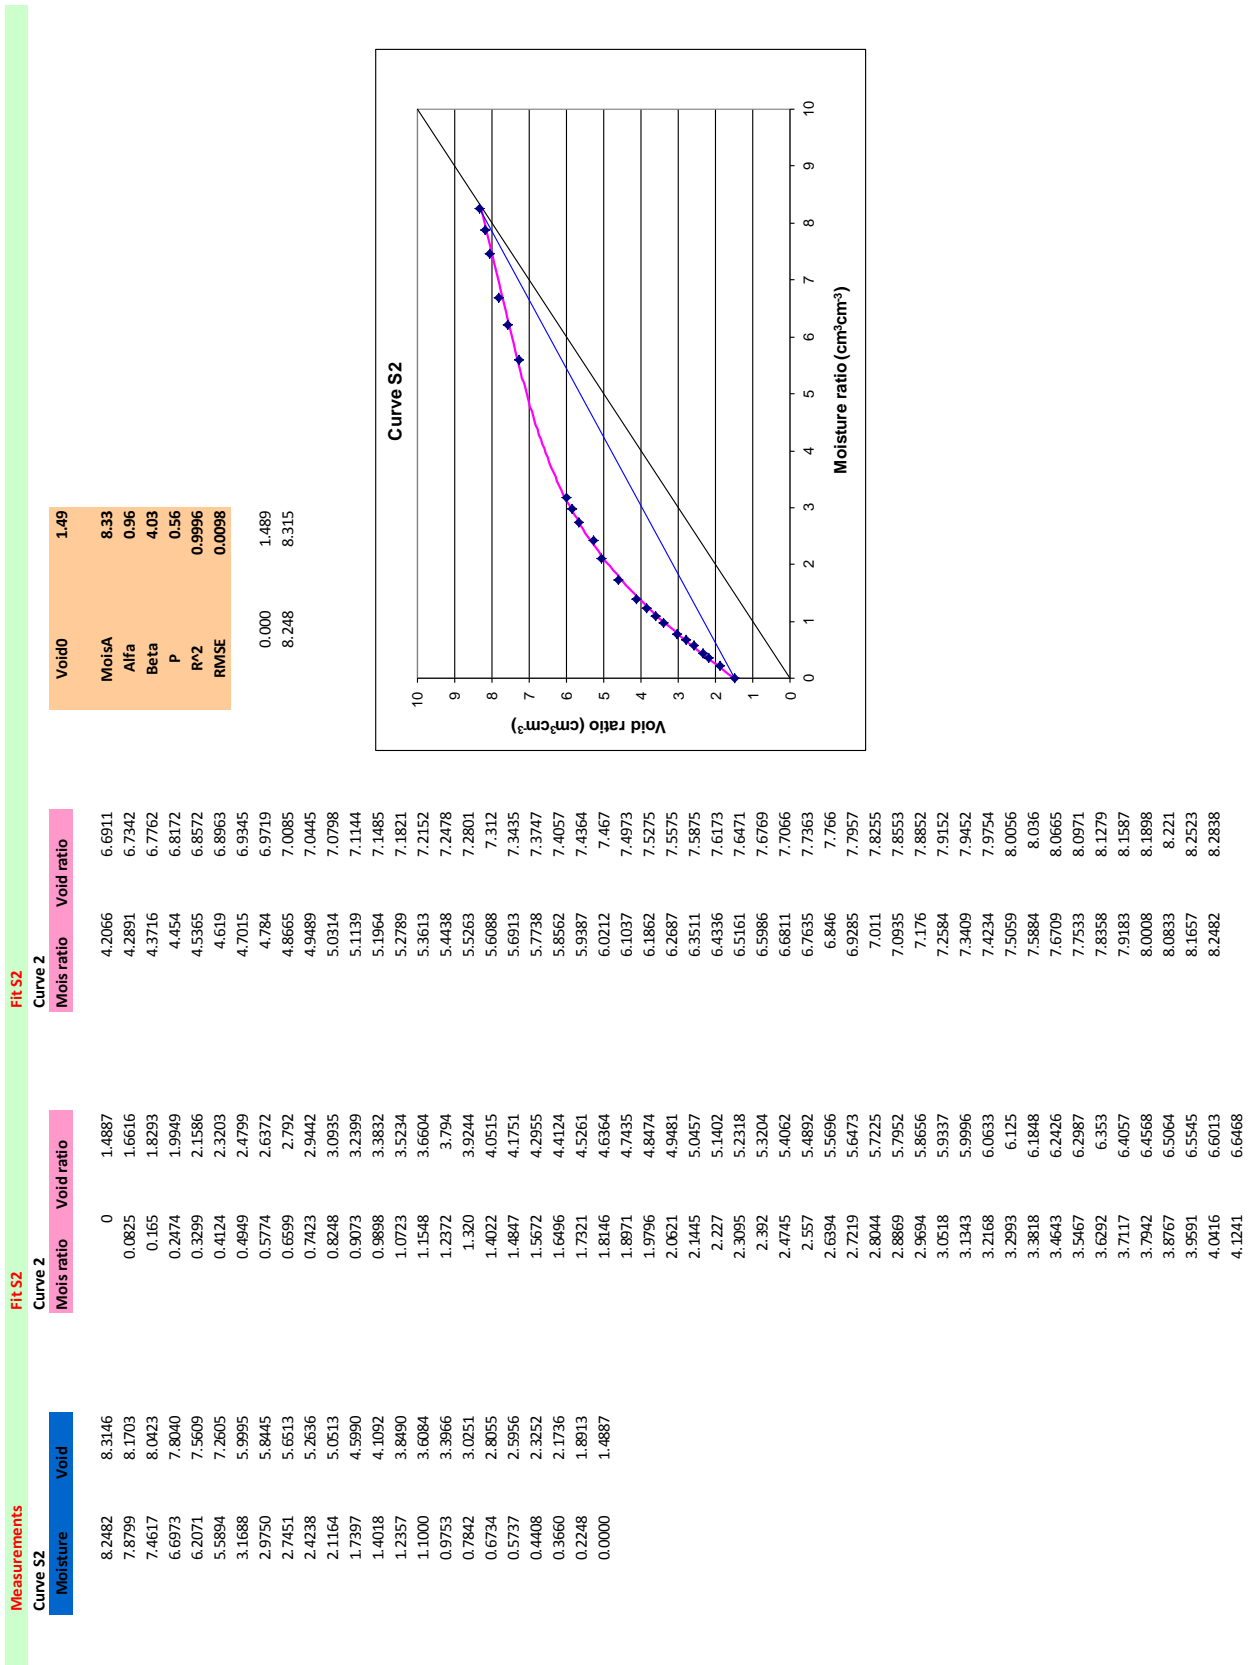 Measurements Fit S2 Fit S2
Curve S2 Curve 2 Curve 2
Moisture Void Mois ratio Void ratio Mois ratio Void ratio Void0 1.49
8.2482 8.3146 0 1.4887 4.2066 6.6911 MoisA 8.33
7.8799 8.1703 0.0825 1.6616 4.2891 6.7342 Alfa 0.96
7.4617 8.0423 0.165 1.8293 4.3716 6.7762 Beta 4.03
6.6973 7.8040 0.2474 1.9949 4.454 6.8172 P 0.56
6.2071 7.5609 0.3299 2.1586 4.5365 6.8572 R^2 0.9996
5.5894 7.2605 0.4124 2.3203 4.619 6.8963 RMSE 0.0098
3.1688 5.9995 0.4949 2.4799 4.7015 6.9345
2.9750 5.8445 0.5774 2.6372 4.784 6.9719 0.000 1.489
2.7451 5.6513 0.6599 2.792 4.8665 7.0085 8.248 8.315
2.4238 5.2636 0.7423 2.9442 4.9489 7.0445
2.1164 5.0513 0.8248 3.0935 5.0314 7.0798
1.7397 4.5990 0.9073 3.2399 5.1139 7.1144
1.4018 4.1092 0.9898 3.3832 5.1964 7.1485
1.2357 3.8490 1.0723 3.5234 5.2789 7.1821
1.1000 3.6084 1.1548 3.6604 5.3613 7.2152
0.9753 3.3966 1.2372 3.794 5.4438 7.2478
0.7842 3.0251 1.320 3.9244 5.5263 7.2801
0.6734 2.8055 1.4022 4.0515 5.6088 7.312
0.5737 2.5956 1.4847 4.1751 5.6913 7.3435
0.4408 2.3252 1.5672 4.2955 5.7738 7.3747
0.3660 2.1736 1.6496 4.4124 5.8562 7.4057
0.2248 1.8913 1.7321 4.5261 5.9387 7.4364
0.0000 1.4887 1.8146 4.6364 6.0212 7.467
1.8971 4.7435 6.1037 7.4973
1.9796 4.8474 6.1862 7.5275
2.0621 4.9481 6.2687 7.5575
2.1445 5.0457 6.3511 7.5875
2.227 5.1402 6.4336 7.6173
2.3095 5.2318 6.5161 7.6471
2.392 5.3204 6.5986 7.6769
2.4745 5.4062 6.6811 7.7066
2.557 5.4892 6.7635 7.7363
2.6394 5.5696 6.846 7.766
2.7219 5.6473 6.9285 7.7957
2.8044 5.7225 7.011 7.8255
2.8869 5.7952 7.0935 7.8553
2.9694 5.8656 7.176 7.8852
3.0518 5.9337 7.2584 7.9152
3.1343 5.9996 7.3409 7.9452
3.2168 6.0633 7.4234 7.9754
3.2993 6.125 7.5059 8.0056
3.3818 6.1848 7.5884 8.036
3.4643 6.2426 7.6709 8.0665
3.5467 6.2987 7.7533 8.0971
3.6292 6.353 7.8358 8.1279
3.7117 6.4057 7.9183 8.1587
3.7942 6.4568 8.0008 8.1898
3.8767 6.5064 8.0833 8.221
3.9591 6.5545 8.1657 8.2523
4.0416 6.6013 8.2482 8.2838
4.1241 6.6468
Curve S2
10
9
8
7
6
5
4
3
2
1
0
Void ratio (cm³cm⁻³)
0 1 2 3 4 5 6 7 8 9 10
Moisture ratio (cm³cm⁻³)